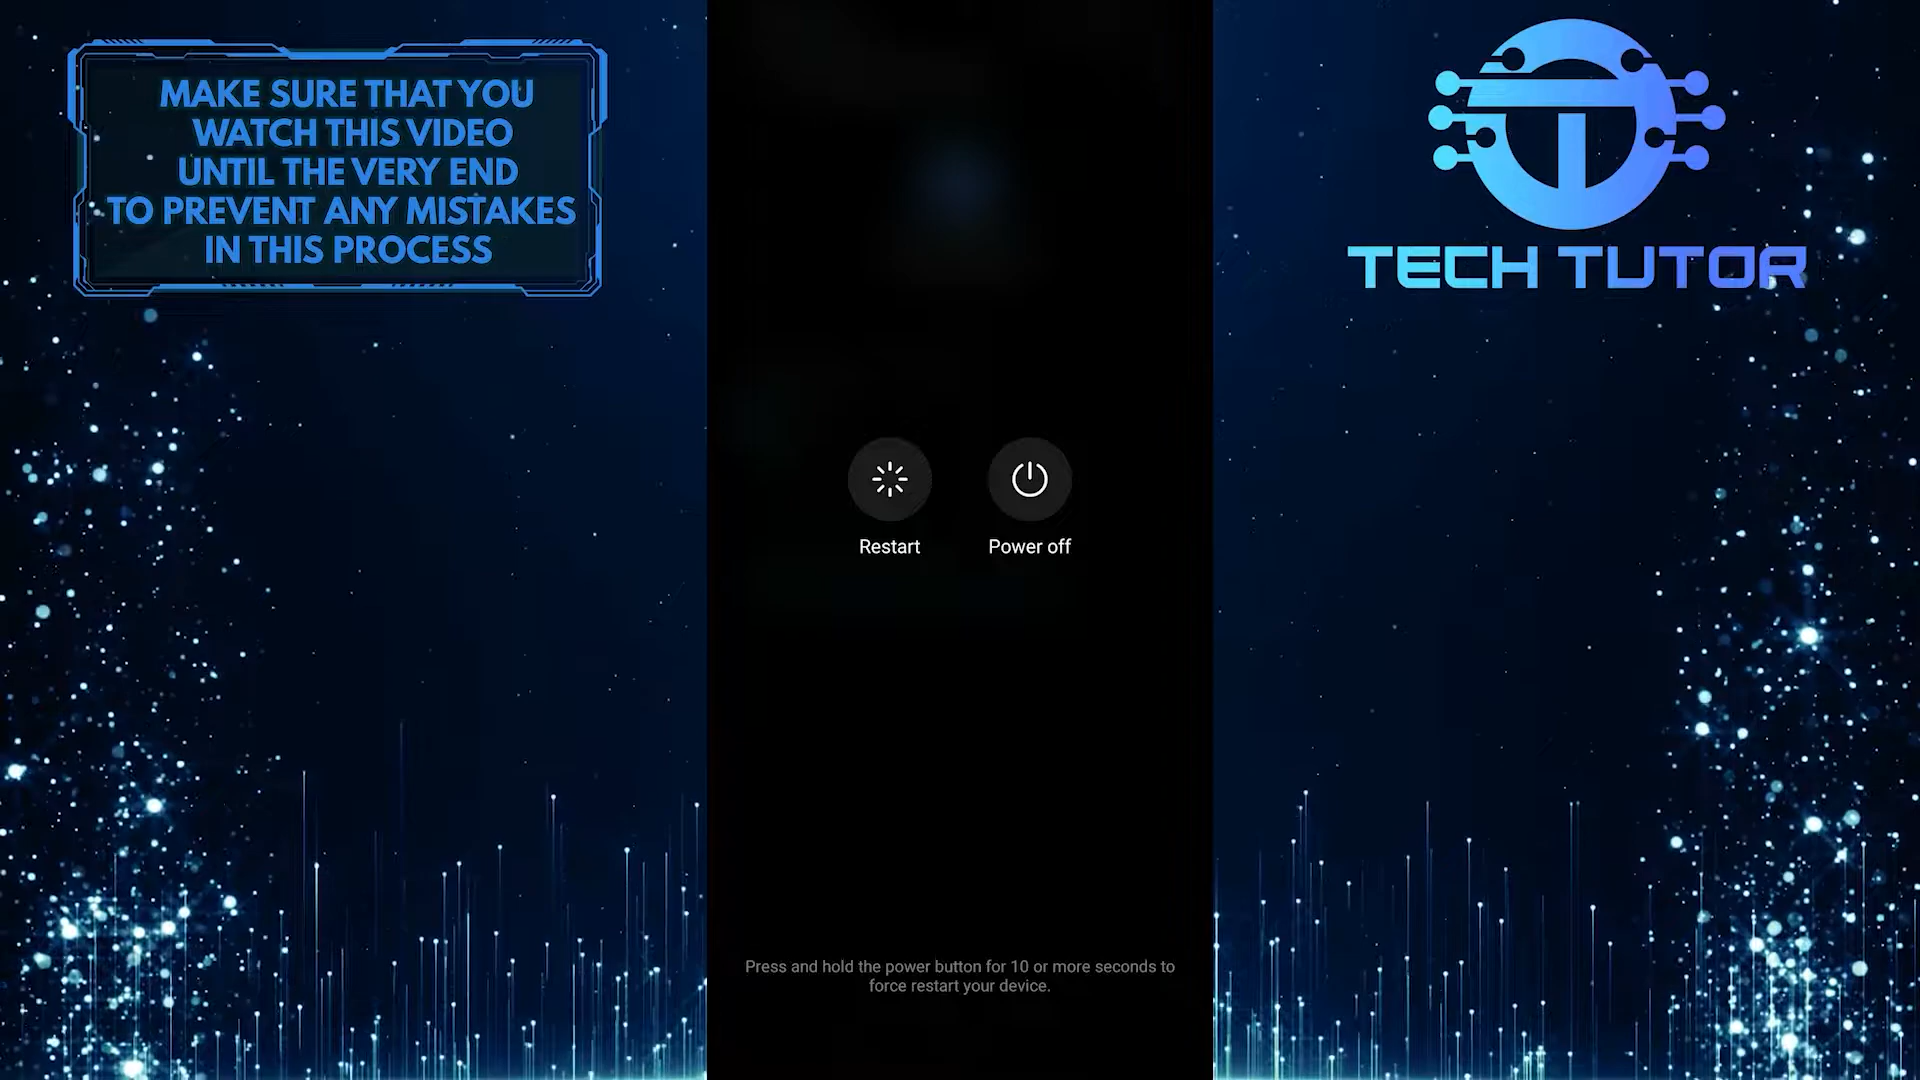 MAKE SURE THAT YOU
WATCH THIS VIDEO
UNTIL THE VERY END
TO PREVENT ANY MISTAKES
IN THIS PROCESS
TECH TUTOR
Restart
Power off
Press and hold the power button for 10 or more seconds to
force restart your device.